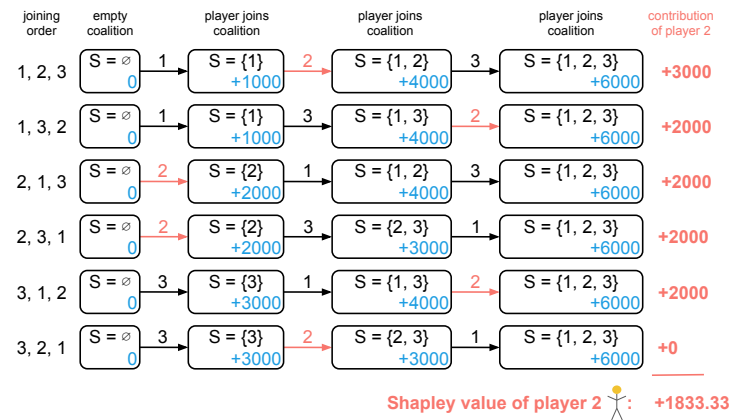 joining order empty coalition player joins coalition player joins coalition player joins coalition contribution of player 2
1, 2, 3 S = ∅ 0 1 S = {1} +1000 2 S = {1, 2} +4000 3 S = {1, 2, 3} +6000 +3000
1, 3, 2 S = ∅ 0 1 S = {1} +1000 3 S = {1, 3} +4000 2 S = {1, 2, 3} +6000 +2000
2, 1, 3 S = ∅ 0 2 S = {2} +2000 1 S = {1, 2} +4000 3 S = {1, 2, 3} +6000 +2000
2, 3, 1 S = ∅ 0 2 S = {2} +2000 3 S = {2, 3} +3000 1 S = {1, 2, 3} +6000 +2000
3, 1, 2 S = ∅ 0 3 S = {3} +3000 1 S = {1, 3} +4000 2 S = {1, 2, 3} +6000 +2000
3, 2, 1 S = ∅ 0 3 S = {3} +3000 2 S = {2, 3} +3000 1 S = {1, 2, 3} +6000 +0
Shapley value of player 2 : +1833.33